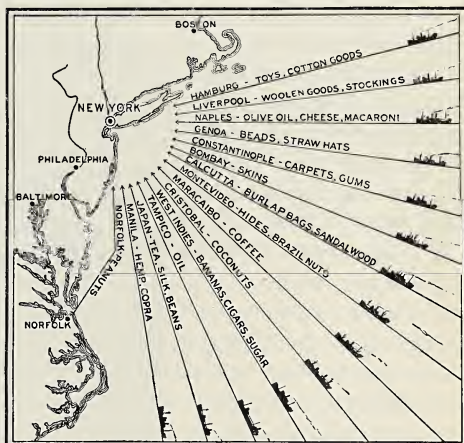 BOSTON
HAMBURG - TOYS, COTTON GOODS
LIVERPOOL - WOOLEN GOODS, STOCKINGS
NEW YORK
NAPLES - OLIVE OIL, CHEESE, MACARONI
GENOA - BEADS, STRAW HATS
CONSTANTINOPLE - CARPETS, GUMS
PHILADELPHIA
BOMBAY - SKINS
CALCUTTA - BURLAP BAGS, SANDALWOOD
BALTIMORE
MONTEVIDEO - HIDES, BRAZIL NUTS
MARACAIBO - COFFEE
CRISTOBAL - COCONUTS
WEST INDIES - BANANAS, CIGARS, SUGAR
TAMPICO - OIL
JAPAN - TEA, SILK, BEANS
MANILA - HEMP, COPRA
NORFOLK - PEANUTS
NORFOLK